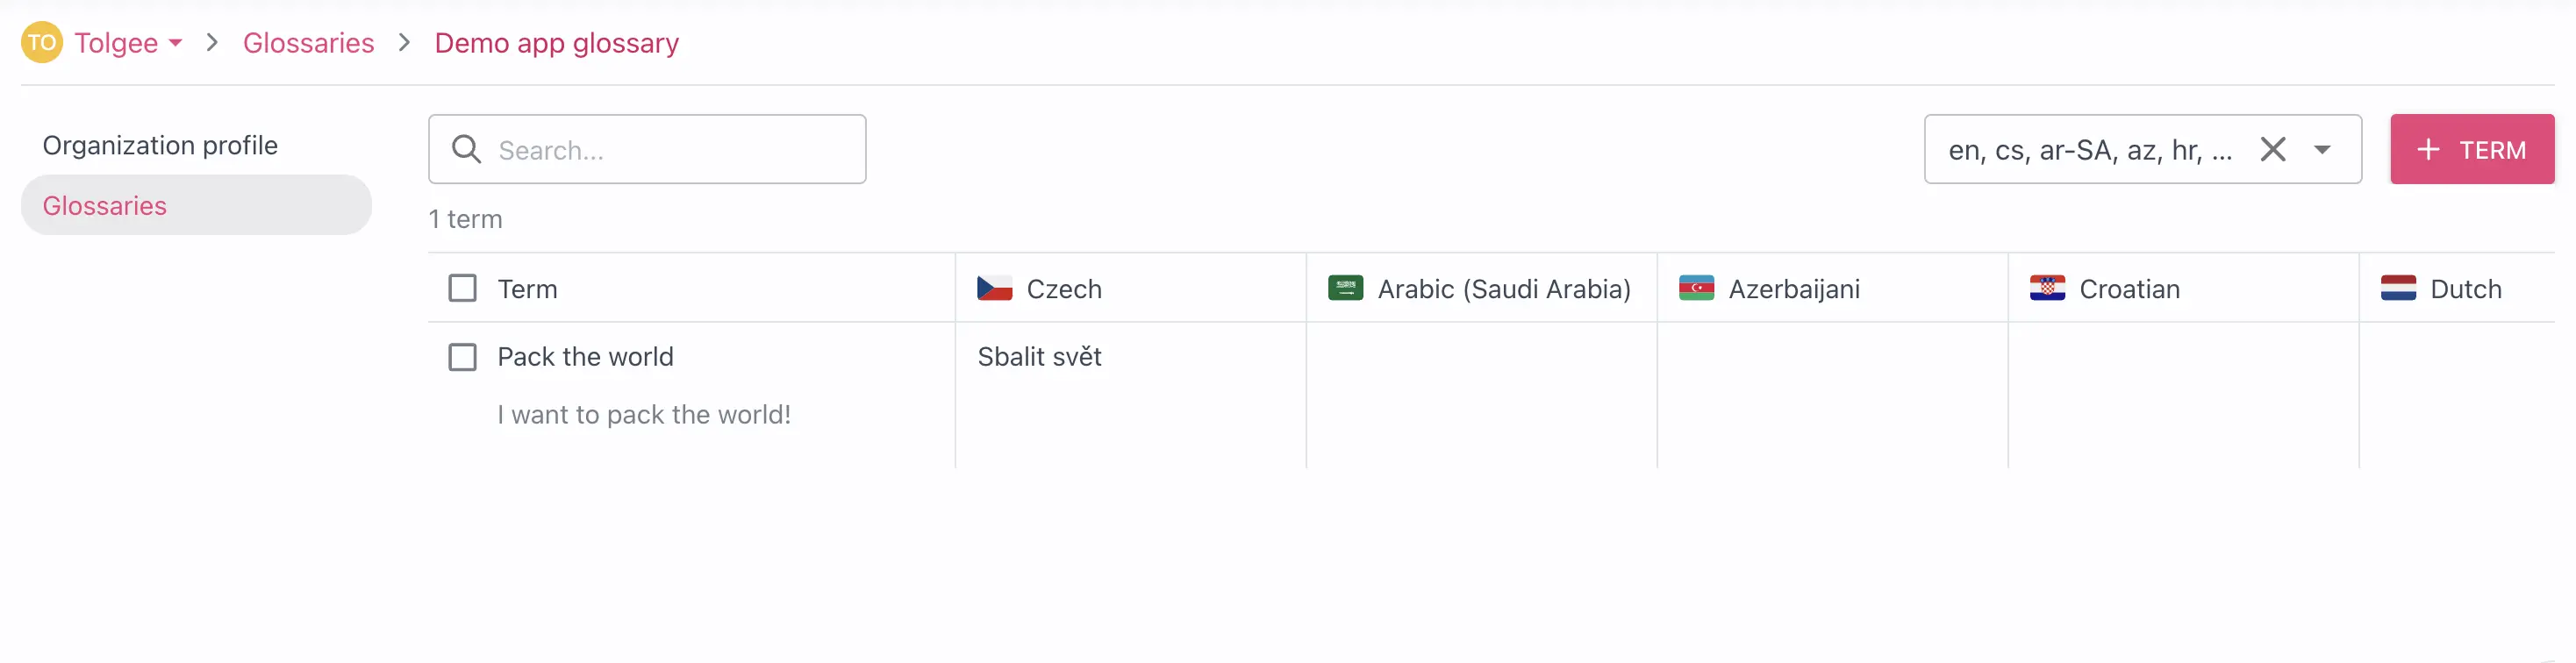 TO Tolgee > Glossaries > Demo app glossary
Organization profile
Glossaries
Search...
en, cs, ar-SA, az, hr, ...
+ TERM
1 term
Term Czech Arabic (Saudi Arabia) Azerbaijani Croatian Dutch
Pack the world Sbalit svět
I want to pack the world!